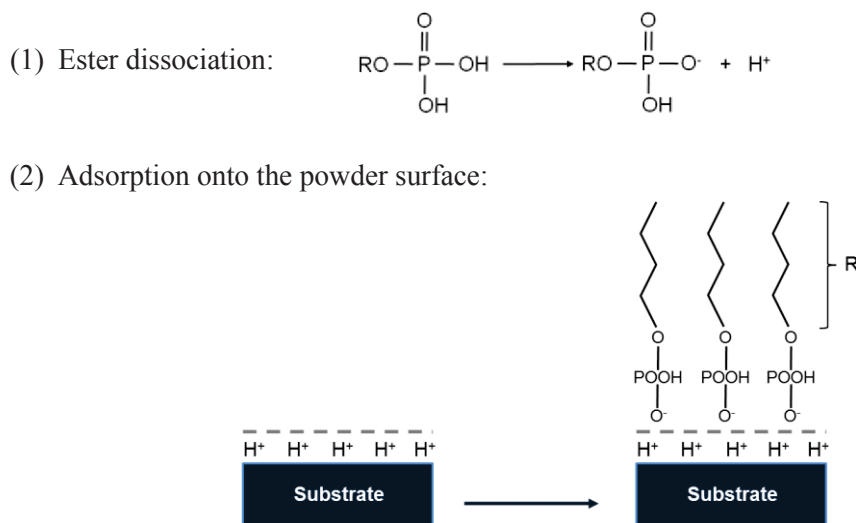 (1) Ester dissociation:
O
RO-P-OH
OH
O
RO-P-O⁻ + H⁺
OH
(2) Adsorption onto the powder surface:
R
O O O
POOH POOH POOH
O⁻ O⁻ O⁻
H⁺ H⁺ H⁺ H⁺ H⁺
H⁺ H⁺ H⁺ H⁺ H⁺
Substrate
Substrate